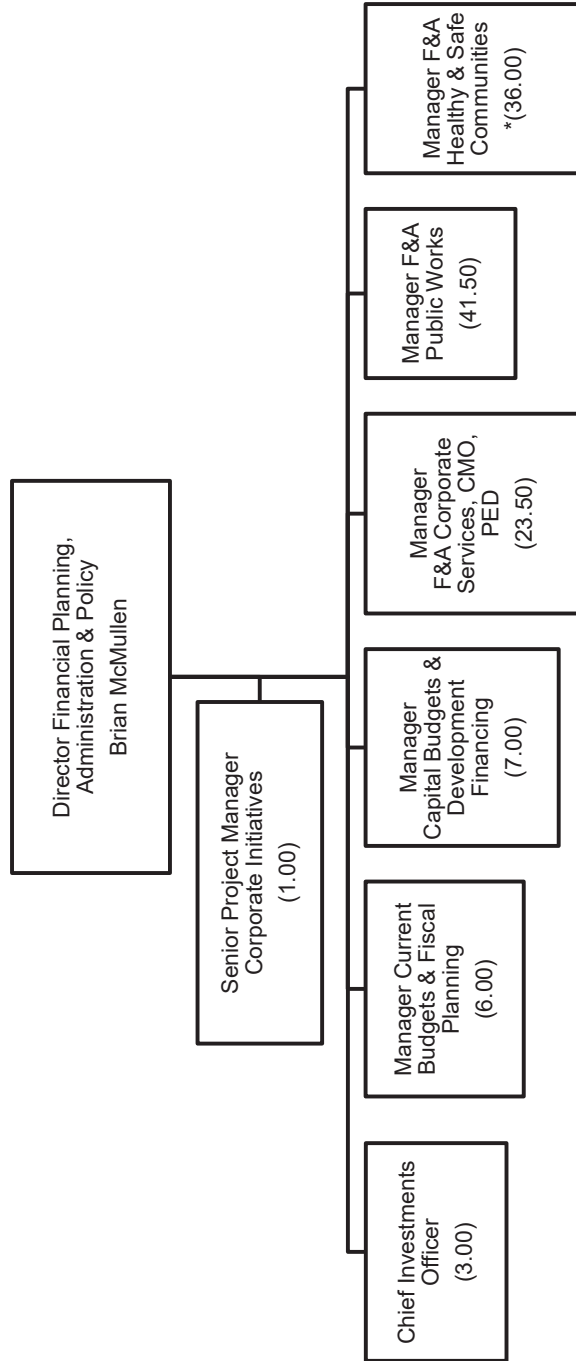 Director Financial Planning,
Administration & Policy
Brian McMullen
Senior Project Manager
Corporate Initiatives
(1.00)
Chief Investments
Officer
(3.00)
Manager Current
Budgets & Fiscal
Planning
(6.00)
Manager
Capital Budgets &
Development
Financing
(7.00)
Manager
F&A Corporate
Services, CMO,
PED
(23.50)
Manager F&A
Public Works
(41.50)
Manager F&A
Healthy & Safe
Communities
*(36.00)